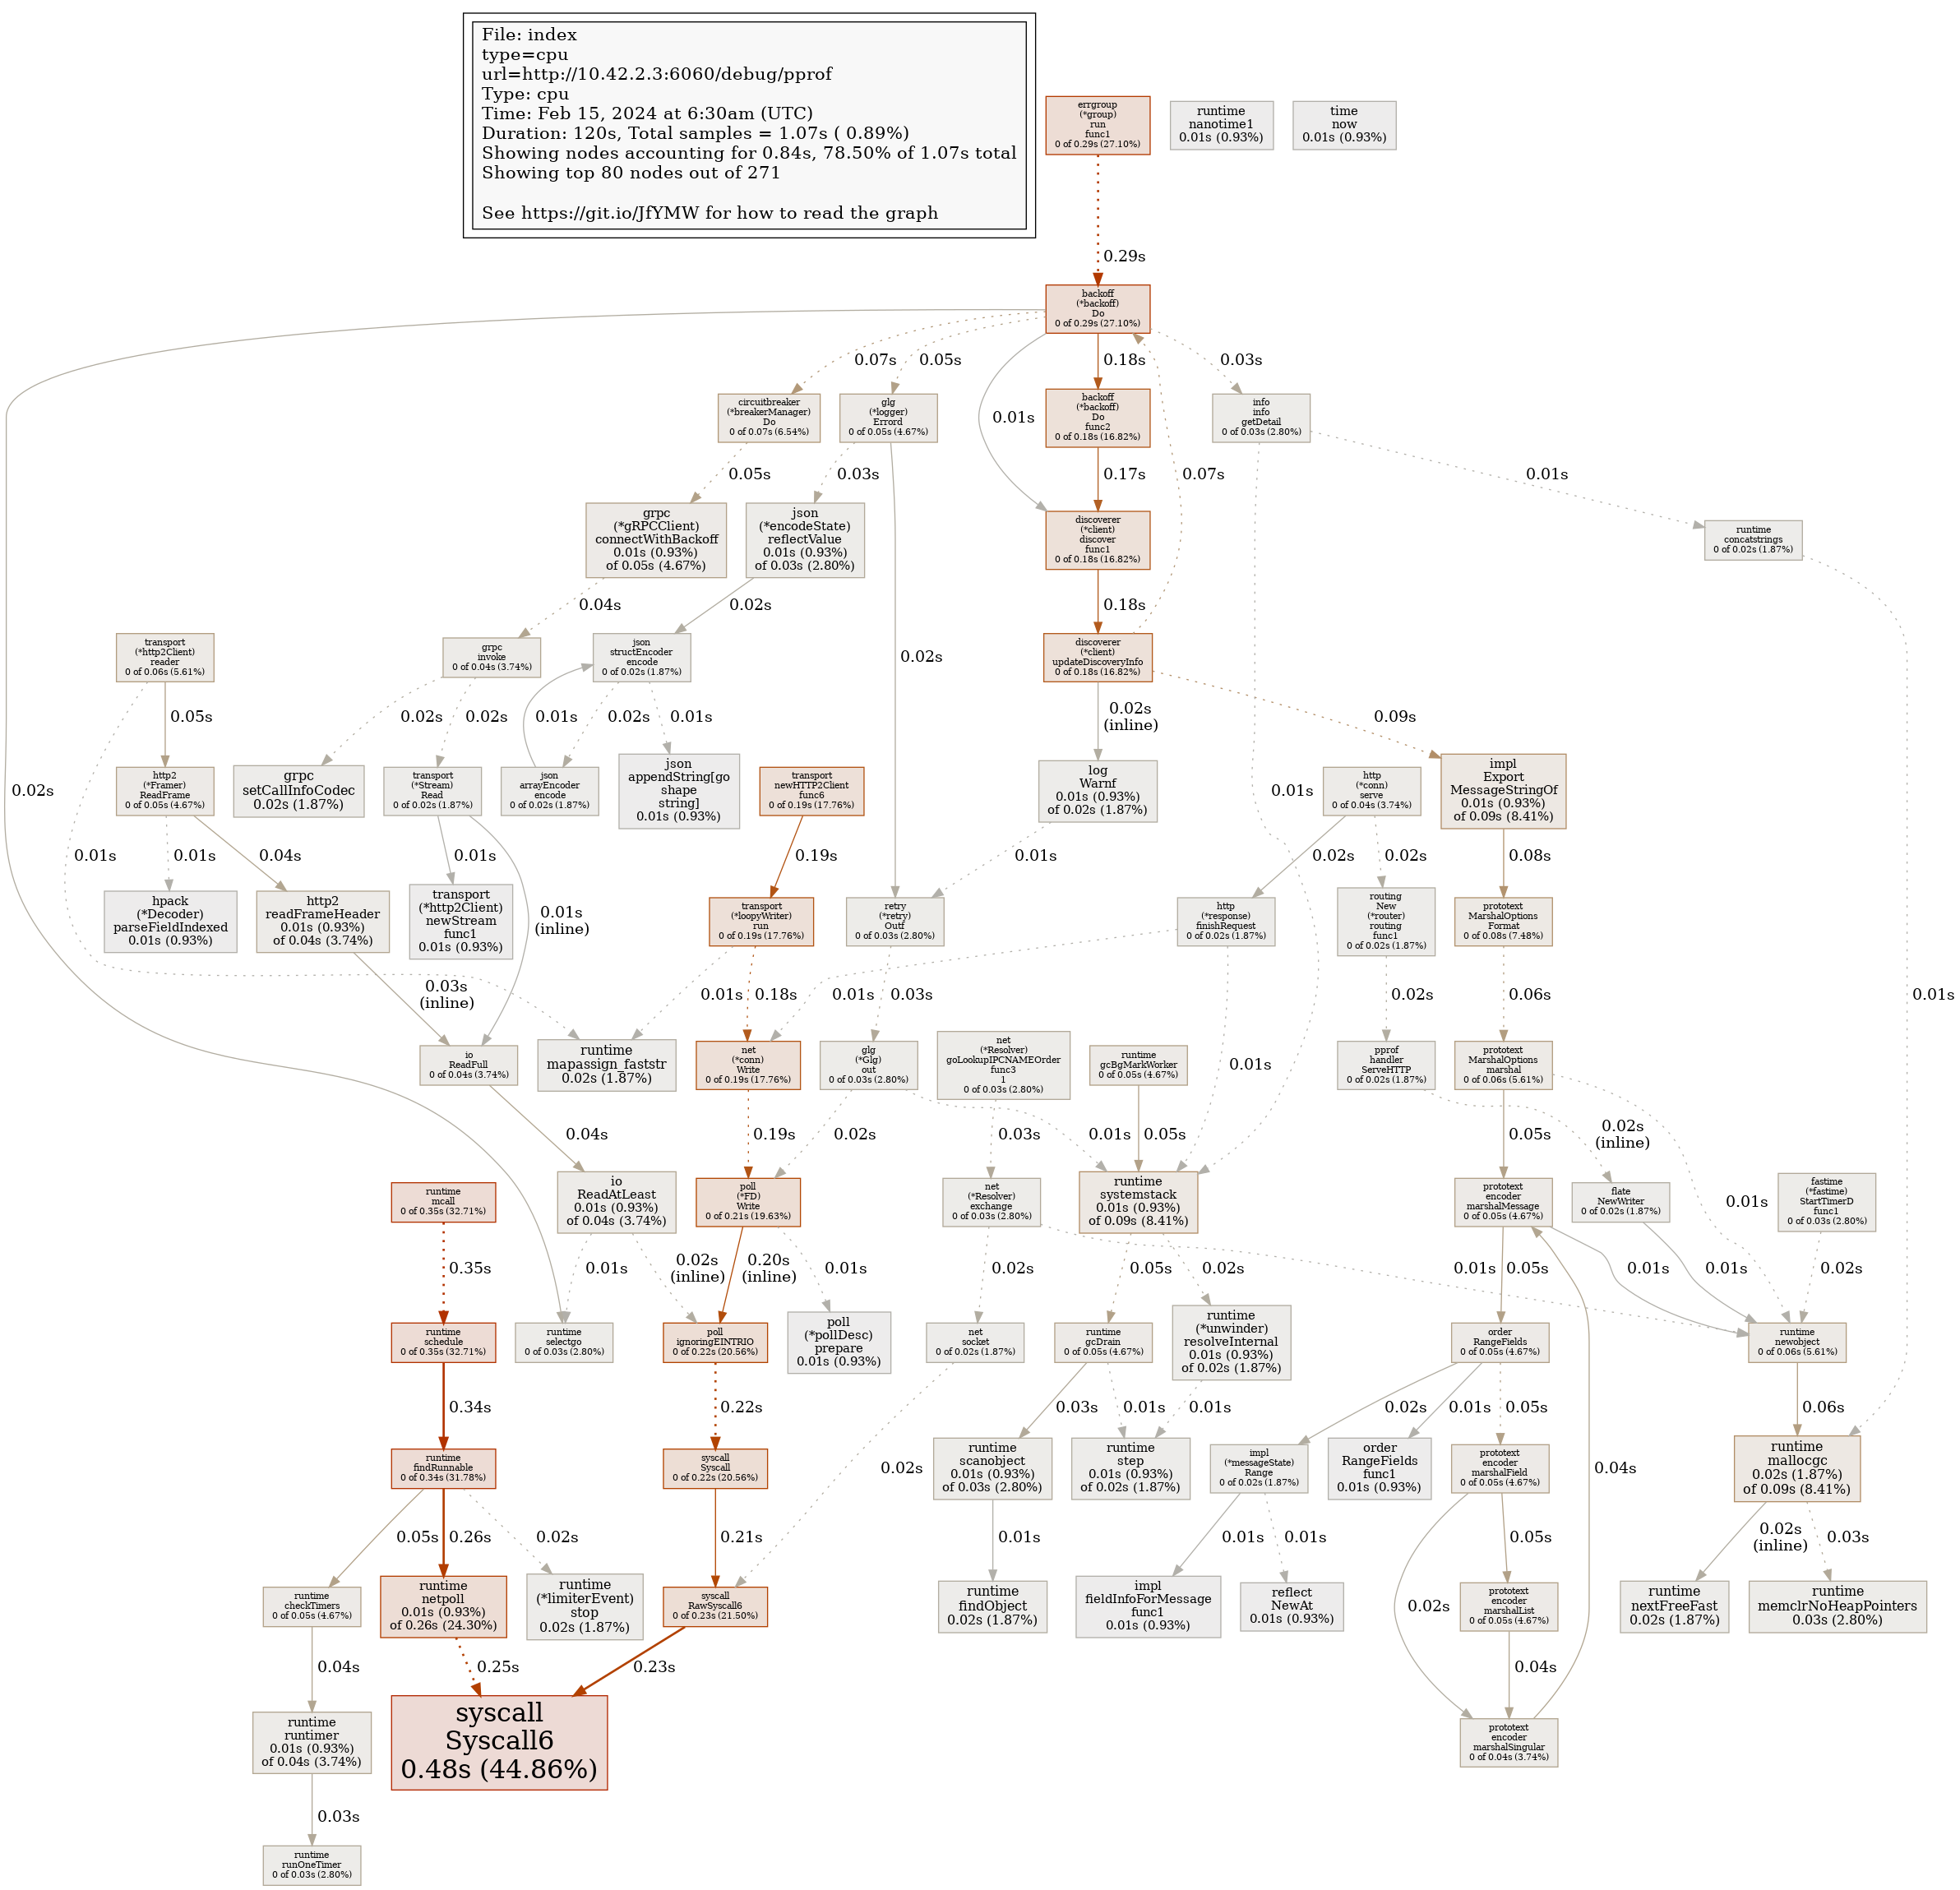 File: index
type=cpu
url=http://10.42.2.3:6060/debug/pprof
Type: cpu
Time: Feb 15, 2024 at 6:30am (UTC)
Duration: 120s, Total samples = 1.07s ( 0.89%)
Showing nodes accounting for 0.84s, 78.50% of 1.07s total
Showing top 80 nodes out of 271
See https://git.io/JfYMW for how to read the graph
errgroup
(*group)
run
func1
0 of 0.29s (27.10%)
runtime
nanotime1
0.01s (0.93%)
time
now
0.01s (0.93%)
0.29s
backoff
(*backoff)
Do
0 of 0.29s (27.10%)
0.07s
0.05s
0.18s
0.03s
circuitbreaker
(*breakerManager)
Do
0 of 0.07s (6.54%)
glg
(*logger)
Errord
0 of 0.05s (4.67%)
0.01s
backoff
(*backoff)
Do
func2
0 of 0.18s (16.82%)
info
info
getDetail
0 of 0.03s (2.80%)
0.05s
0.03s
0.17s
0.07s
0.01s
grpc
(*gRPCClient)
connectWithBackoff
0.01s (0.93%)
of 0.05s (4.67%)
json
(*encodeState)
reflectValue
0.01s (0.93%)
of 0.03s (2.80%)
discoverer
(*client)
discover
func1
0 of 0.18s (16.82%)
runtime
concatstrings
0 of 0.02s (1.87%)
0.04s
0.02s
0.18s
transport
(*http2Client)
reader
0 of 0.06s (5.61%)
grpc
invoke
0 of 0.04s (3.74%)
json
structEncoder
encode
0 of 0.02s (1.87%)
0.02s
discoverer
(*client)
updateDiscoveryInfo
0 of 0.18s (16.82%)
0.05s
0.02s
0.02s
0.01s
0.02s
0.01s
0.02s
(inline)
0.09s
0.02s
http2
(*Framer)
ReadFrame
0 of 0.05s (4.67%)
grpc
setCallInfoCodec
0.02s (1.87%)
transport
(*Stream)
Read
0 of 0.02s (1.87%)
json
arrayEncoder
encode
0 of 0.02s (1.87%)
json
appendString[go
shape
string]
0.01s (0.93%)
transport
newHTTP2Client
func6
0 of 0.19s (17.76%)
log
Warnf
0.01s (0.93%)
of 0.02s (1.87%)
0.01s
http
(*conn)
serve
0 of 0.04s (3.74%)
impl
Export
MessageStringOf
0.01s (0.93%)
of 0.09s (8.41%)
0.01s
0.01s
0.04s
0.01s
0.19s
0.01s
0.02s
0.02s
0.08s
hpack
(*Decoder)
parseFieldIndexed
0.01s (0.93%)
http2
readFrameHeader
0.01s (0.93%)
of 0.04s (3.74%)
transport
(*http2Client)
newStream
func1
0.01s (0.93%)
0.01s
(inline)
transport
(*loopyWriter)
run
0 of 0.19s (17.76%)
retry
(*retry)
Outf
0 of 0.03s (2.80%)
http
(*response)
finishRequest
0 of 0.02s (1.87%)
routing
New
(*router)
routing
func1
0 of 0.02s (1.87%)
prototext
MarshalOptions
Format
0 of 0.08s (7.48%)
0.03s
(inline)
0.01s
0.18s
0.01s
0.03s
0.02s
0.06s
0.01s
io
ReadFull
0 of 0.04s (3.74%)
runtime
mapassign_faststr
0.02s (1.87%)
net
(*conn)
Write
0 of 0.19s (17.76%)
glg
(*Glg)
out
0 of 0.03s (2.80%)
net
(*Resolver)
goLookupIPCNAMEOrder
func3
1
0 of 0.03s (2.80%)
runtime
gcBgMarkWorker
0 of 0.05s (4.67%)
0.01s
pprof
handler
ServeHTTP
0 of 0.02s (1.87%)
prototext
MarshalOptions
marshal
0 of 0.06s (5.61%)
0.04s
0.19s
0.02s
0.03s
0.01s
0.05s
0.02s
(inline)
0.05s
runtime
mcall
0 of 0.35s (32.71%)
io
ReadAtLeast
0.01s (0.93%)
of 0.04s (3.74%)
poll
(*FD)
Write
0 of 0.21s (19.63%)
net
(*Resolver)
exchange
0 of 0.03s (2.80%)
runtime
systemstack
0.01s (0.93%)
of 0.09s (8.41%)
prototext
encoder
marshalMessage
0 of 0.05s (4.67%)
flate
NewWriter
0 of 0.02s (1.87%)
0.01s
fastime
(*fastime)
StartTimerD
func1
0 of 0.03s (2.80%)
0.35s
0.01s
0.02s
(inline)
0.20s
(inline)
0.01s
0.02s
0.05s
0.02s
0.01s
0.05s
0.01s
0.01s
0.02s
runtime
schedule
0 of 0.35s (32.71%)
runtime
selectgo
0 of 0.03s (2.80%)
poll
ignoringEINTRIO
0 of 0.22s (20.56%)
poll
(*pollDesc)
prepare
0.01s (0.93%)
net
socket
0 of 0.02s (1.87%)
runtime
gcDrain
0 of 0.05s (4.67%)
runtime
(*unwinder)
resolveInternal
0.01s (0.93%)
of 0.02s (1.87%)
order
RangeFields
0 of 0.05s (4.67%)
runtime
newobject
0 of 0.06s (5.61%)
0.34s
0.22s
0.03s
0.01s
0.01s
0.02s
0.01s
0.05s
0.06s
runtime
findRunnable
0 of 0.34s (31.78%)
syscall
Syscall
0 of 0.22s (20.56%)
0.02s
runtime
scanobject
0.01s (0.93%)
of 0.03s (2.80%)
runtime
step
0.01s (0.93%)
of 0.02s (1.87%)
impl
(*messageState)
Range
0 of 0.02s (1.87%)
order
RangeFields
func1
0.01s (0.93%)
prototext
encoder
marshalField
0 of 0.05s (4.67%)
0.04s
runtime
mallocgc
0.02s (1.87%)
of 0.09s (8.41%)
0.05s
0.26s
0.02s
0.21s
0.01s
0.01s
0.01s
0.05s
0.02s
(inline)
0.03s
runtime
checkTimers
0 of 0.05s (4.67%)
runtime
netpoll
0.01s (0.93%)
of 0.26s (24.30%)
runtime
(*limiterEvent)
stop
0.02s (1.87%)
syscall
RawSyscall6
0 of 0.23s (21.50%)
runtime
findObject
0.02s (1.87%)
impl
fieldInfoForMessage
func1
0.01s (0.93%)
reflect
NewAt
0.01s (0.93%)
0.02s
prototext
encoder
marshalList
0 of 0.05s (4.67%)
runtime
nextFreeFast
0.02s (1.87%)
runtime
memclrNoHeapPointers
0.03s (2.80%)
0.04s
0.25s
0.23s
0.04s
runtime
runtimer
0.01s (0.93%)
of 0.04s (3.74%)
syscall
Syscall6
0.48s (44.86%)
prototext
encoder
marshalSingular
0 of 0.04s (3.74%)
0.03s
runtime
runOneTimer
0 of 0.03s (2.80%)